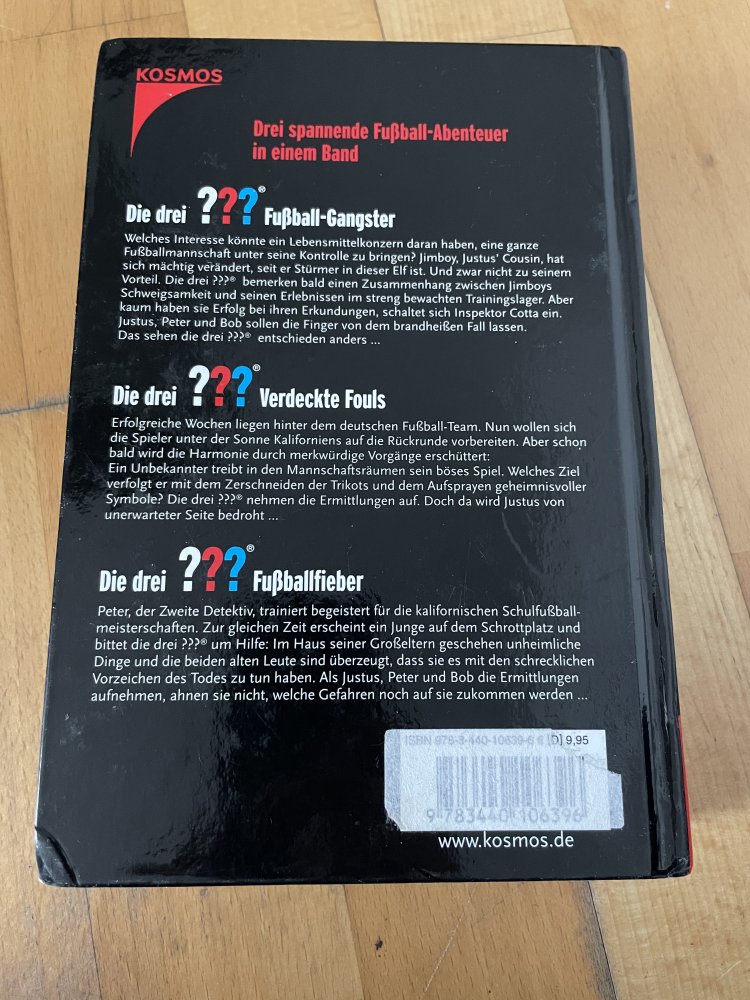 KOSMOS
Drei spannende Fußball-Abenteuer
in einem Band
Die drei ???® Fußball-Gangster
Welches Interesse könnte ein Lebensmittelkonzern daran haben, eine ganze
Fußballmannschaft unter seine Kontrolle zu bringen? Jimboy, Justus' Cousin, hat
sich mächtig verändert, seit er Stürmer in dieser Elf ist. Und zwar nicht zu seinem
Vorteil. Die drei ???® bemerken bald einen Zusammenhang zwischen Jimboys
Schweigsamkeit und seinen Erlebnissen im streng bewachten Trainingslager. Aber
kaum haben sie Erfolg bei ihren Erkundungen, schaltet sich Inspektor Cotta ein.
Justus, Peter und Bob sollen die Finger von dem brandheißen Fall lassen.
Das sehen die drei ???® entschieden anders ...
Die drei ???® Verdeckte Fouls
Erfolgreiche Wochen liegen hinter dem deutschen Fußball-Team. Nun wollen sich
die Spieler unter der Sonne Kaliforniens auf die Rückrunde vorbereiten. Aber schon
bald wird die Harmonie durch merkwürdige Vorgänge erschüttert:
Ein Unbekannter treibt in den Mannschaftsräumen sein böses Spiel. Welches Ziel
verfolgt er mit dem Zerschneiden der Trikots und dem Aufsprayen geheimnisvoller
Symbole? Die drei ???® nehmen die Ermittlungen auf. Doch da wird Justus von
unerwarteter Seite bedroht ...
Die drei ???® Fußballfieber
Peter, der Zweite Detektiv, trainiert begeistert für die kalifornischen Schulfußball-
meisterschaften. Zur gleichen Zeit erscheint ein Junge auf dem Schrottplatz und
bittet die drei ???® um Hilfe: Im Haus seiner Großeltern geschehen unheimliche
Dinge und die beiden alten Leute sind überzeugt, dass sie es mit den schrecklichen
Vorzeichen des Todes zu tun haben. Als Justus, Peter und Bob die Ermittlungen
aufnehmen, ahnen sie nicht, welche Gefahren noch auf sie zukommen werden ...
ISBN 978-3-440-10639-6 € [D] 9,95
9 783440 106396
www.kosmos.de